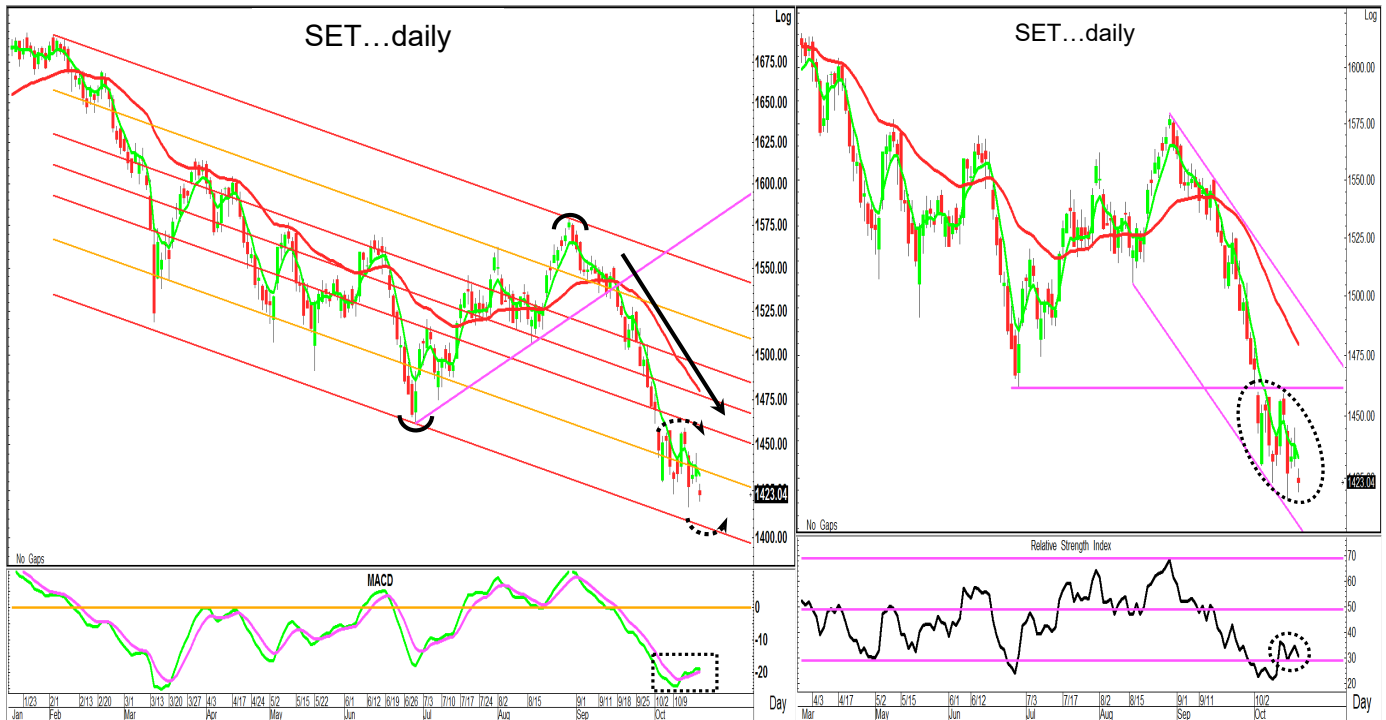 SET...daily
Log
1675.00
1650.00
1625.00
1600.00
1575.00
1550.00
1525.00
1500.00
1475.00
1450.00
1423.04
1400.00
No Gaps
MACD
0
-10
-20
1/23 2/1 2/13 2/20 3/13 3/20 3/27 4/17 4/24 5/2 5/15 5/22 6/1 6/12 6/19 6/26 7/3 7/10 7/17 7/24 8/15 9/1 9/18 9/25 10/2 10/9
Jan Feb Mar Apr May Jun Jul Aug Sep Oct
Day
SET...daily
Log
1600.00
1575.00
1550.00
1525.00
1500.00
1475.00
1450.00
1423.04
No Gaps
Relative Strength Index
70
60
50
40
30
20
4/3 4/17 5/2 5/15 6/1 6/12 7/3 7/17 8/2 8/15 9/1 9/11 10/2
Mar May Jun Jul Aug Sep Oct
Day